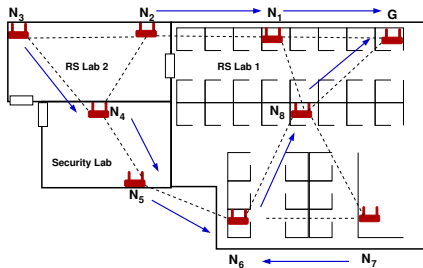 N3 N2 N1 G
RS Lab 2 RS Lab 1
N4 N8
Security Lab
N5
N6 N7